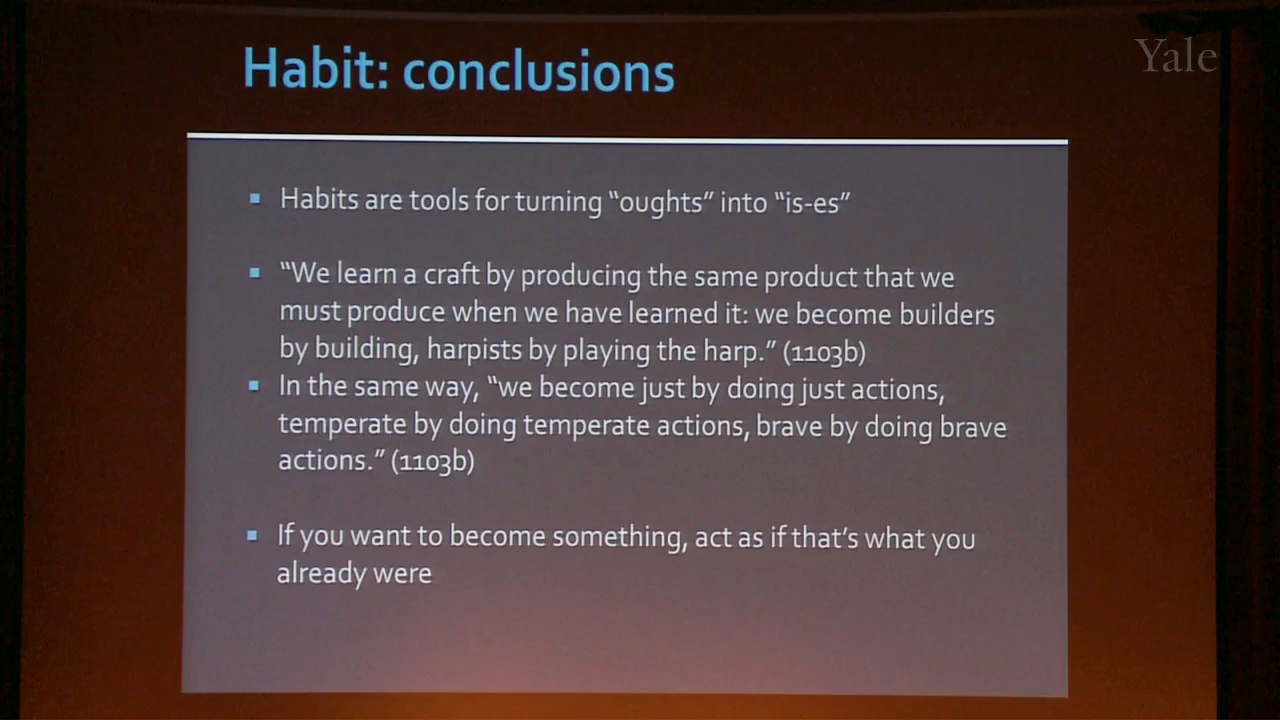 Habit: conclusions
Yale
Habits are tools for turning “oughts” into “is-es”
“We learn a craft by producing the same product that we
must produce when we have learned it: we become builders
by building, harpists by playing the harp.” (1103b)
In the same way, “we become just by doing just actions,
temperate by doing temperate actions, brave by doing brave
actions.” (1103b)
If you want to become something, act as if that’s what you
already were